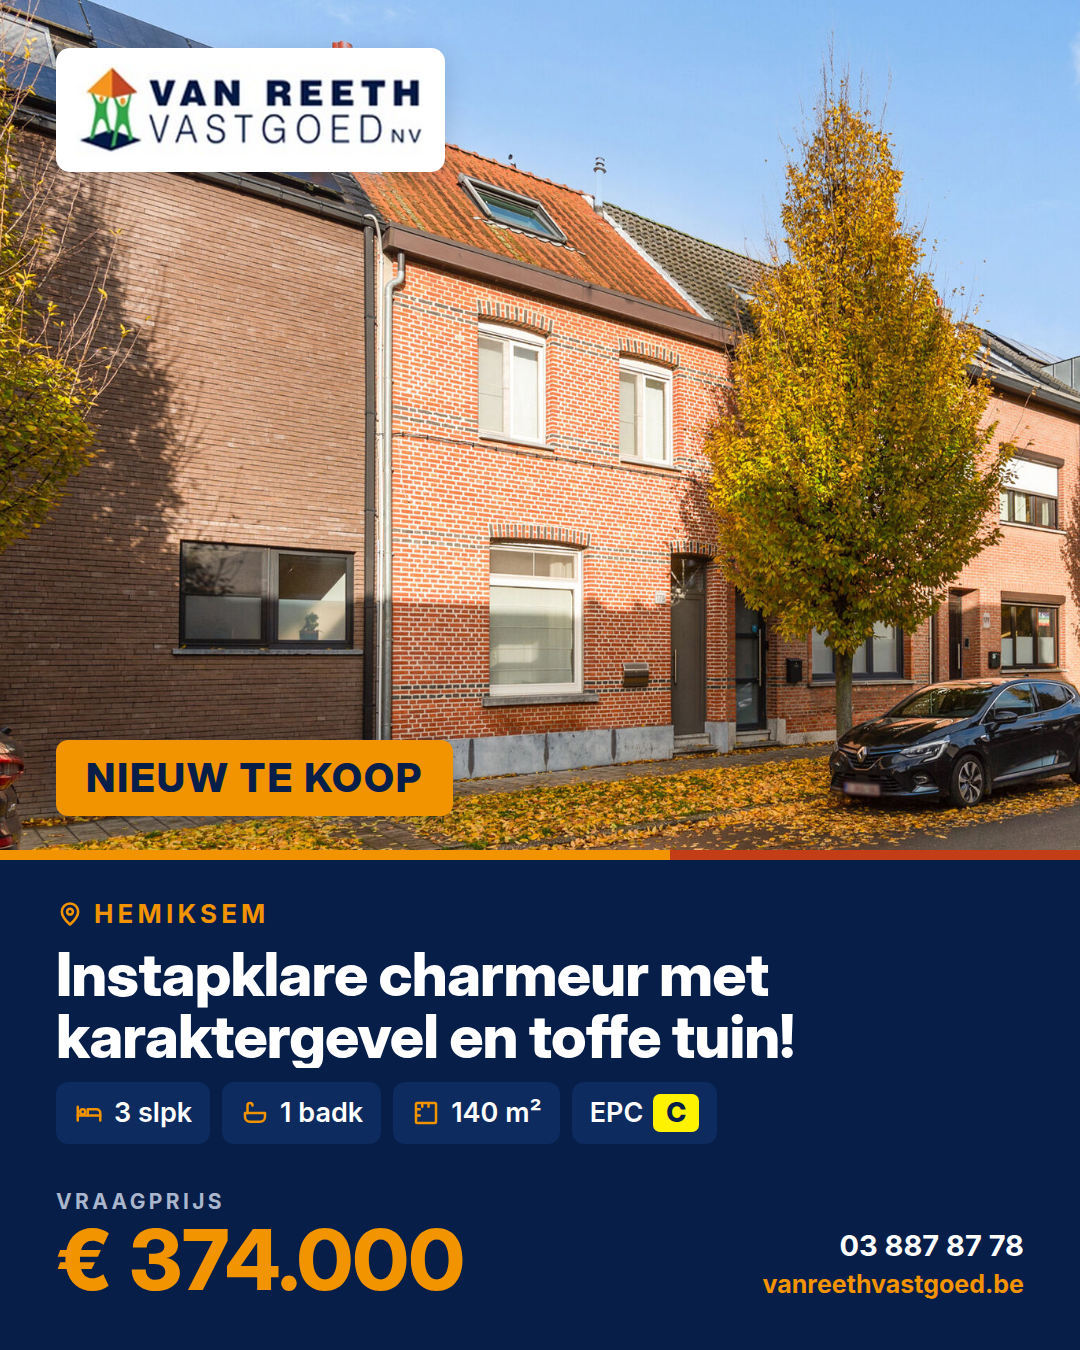 VAN REETH
VASTGOED NV
NIEUW TE KOOP
HEMIKSEM
Instapklare charmeur met
karaktergevel en toffe tuin!
3 slpk
1 badk
140 m²
EPC C
VRAAGPRIJS
€ 374.000
03 887 87 78
vanreethvastgoed.be